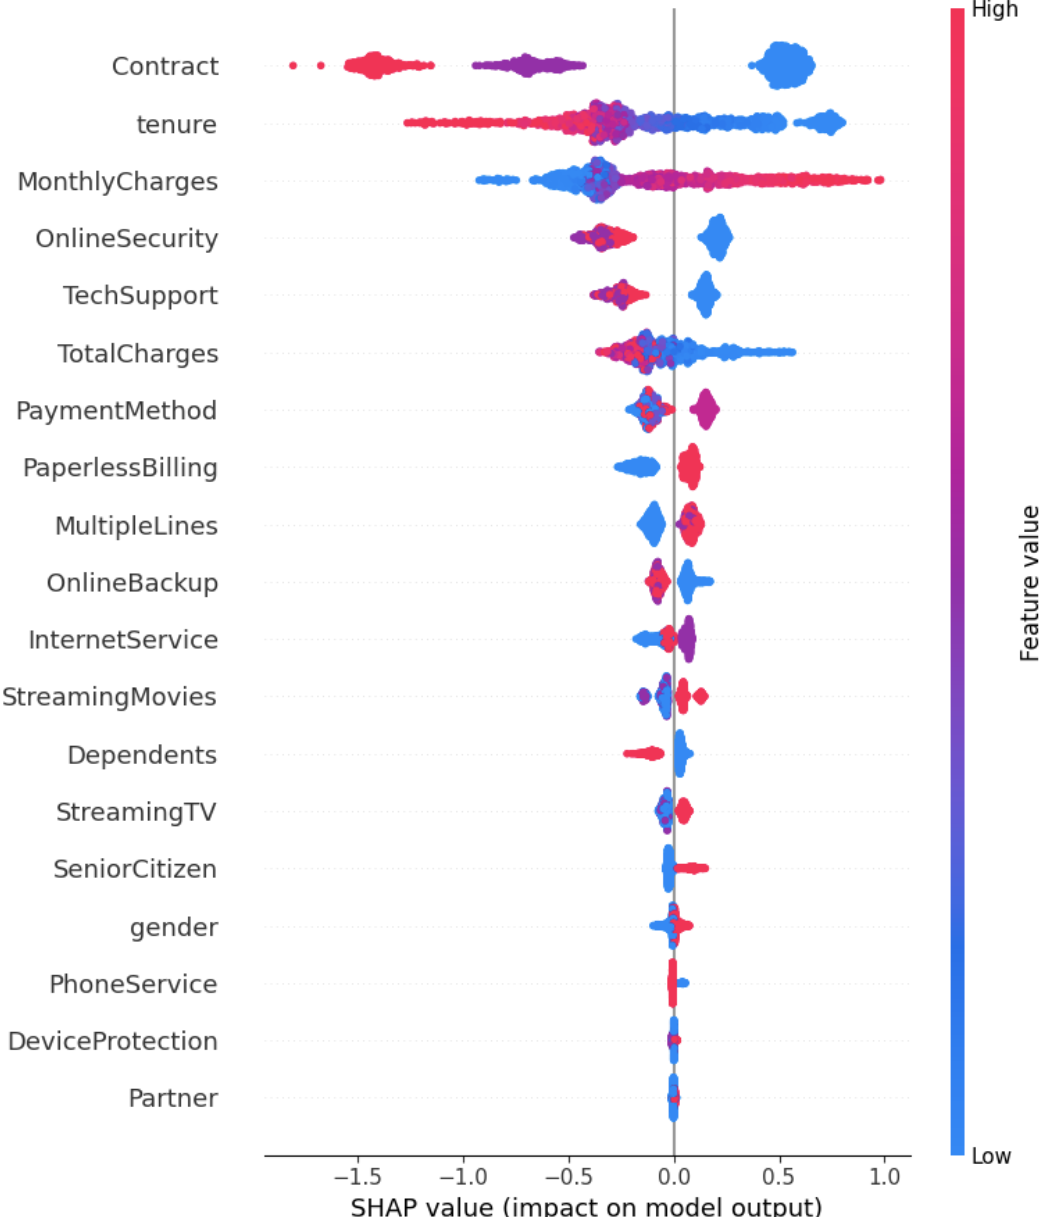 High
Contract
tenure
MonthlyCharges
OnlineSecurity
TechSupport
TotalCharges
PaymentMethod
PaperlessBilling
MultipleLines
OnlineBackup
InternetService
StreamingMovies
Dependents
StreamingTV
SeniorCitizen
gender
PhoneService
DeviceProtection
Partner
Feature value
Low
−1.5 −1.0 −0.5 0.0 0.5 1.0
SHAP value (impact on model output)